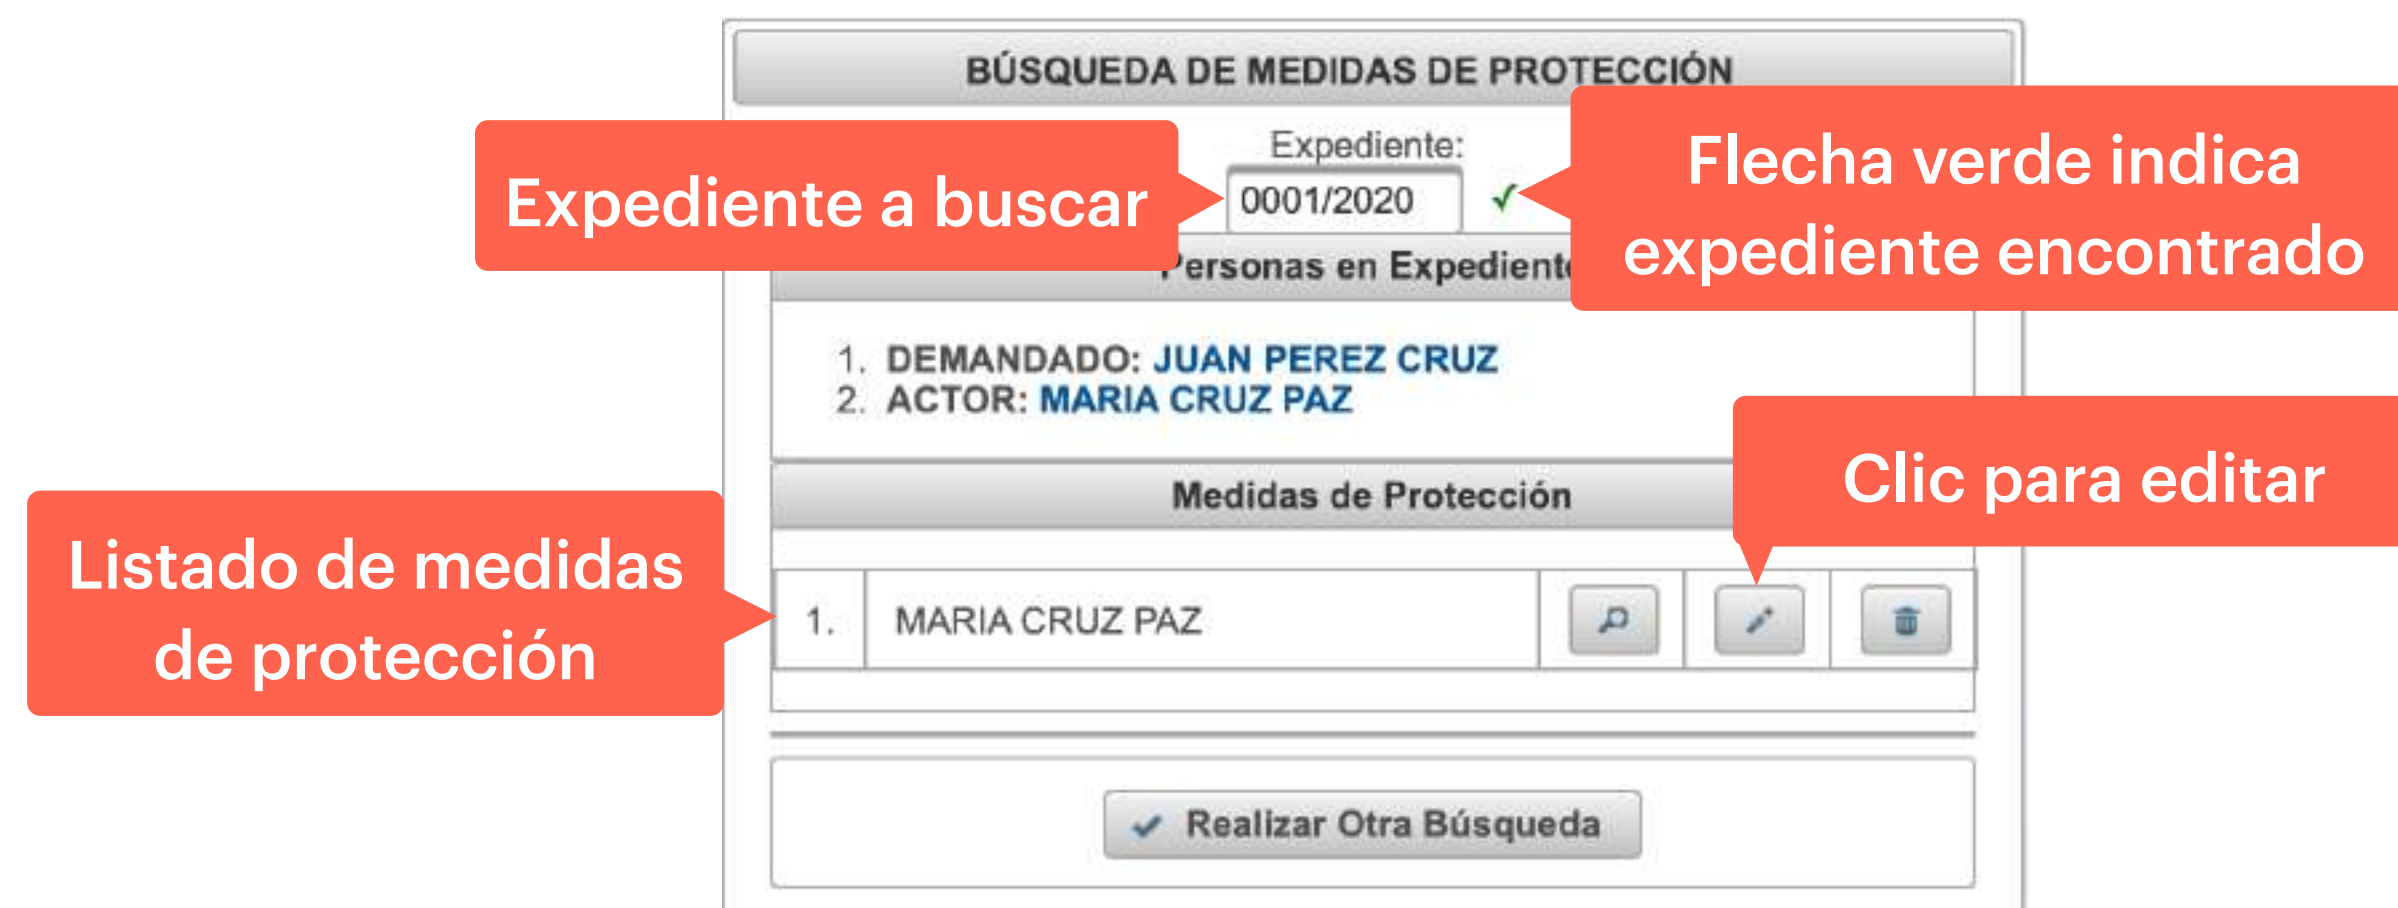 BÚSQUEDA DE MEDIDAS DE PROTECCIÓN
Expediente:
Expediente a buscar
0001/2020
Flecha verde indica
expediente encontrado
Personas en Expediente
1. DEMANDADO: JUAN PEREZ CRUZ
2. ACTOR: MARIA CRUZ PAZ
Clic para editar
Medidas de Protección
Listado de medidas
de protección
1. MARIA CRUZ PAZ
Realizar Otra Búsqueda